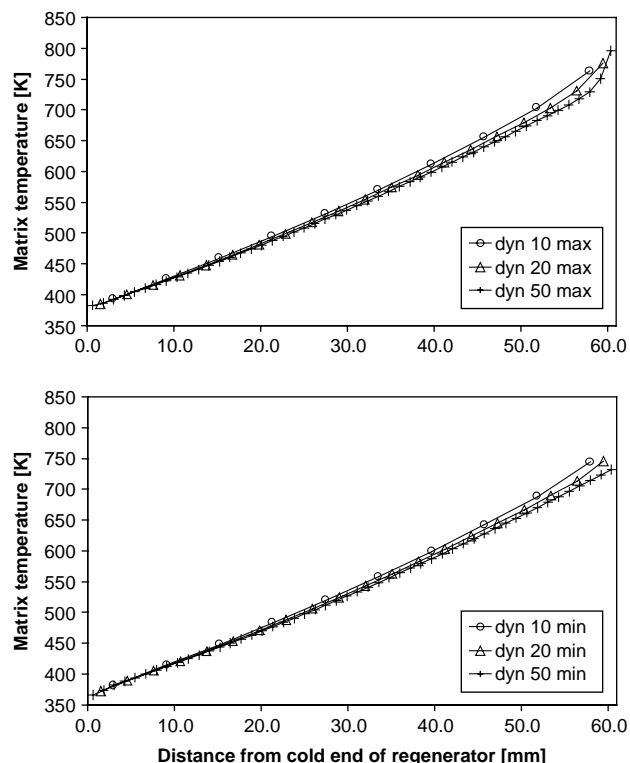 850
800
750
700
650
600
550
500
450
400
350
Matrix temperature [K]
dyn 10 max
dyn 20 max
dyn 50 max
0.0 10.0 20.0 30.0 40.0 50.0 60.0
850
800
750
700
650
600
550
500
450
400
350
Matrix temperature [K]
dyn 10 min
dyn 20 min
dyn 50 min
0.0 10.0 20.0 30.0 40.0 50.0 60.0
Distance from cold end of regenerator [mm]